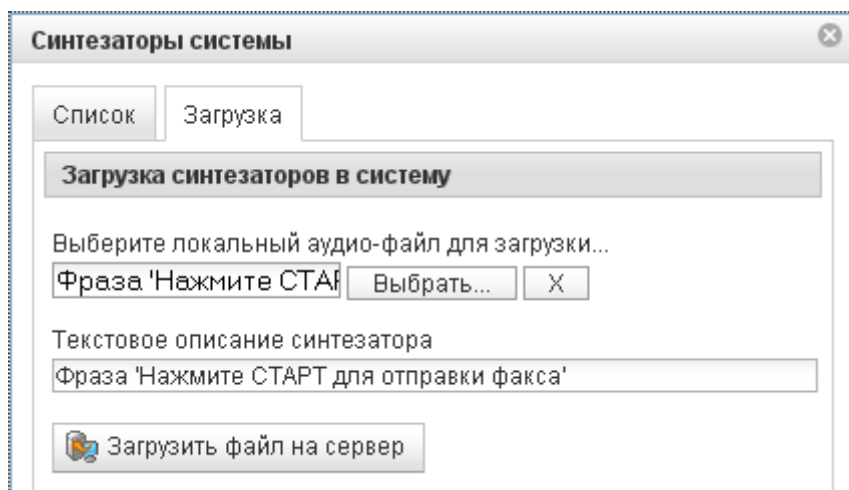 Синтезаторы системы
Список Загрузка
Загрузка синтезаторов в систему
Выберите локальный аудио-файл для загрузки...
Фраза 'Нажмите СТАР Выбрать... X
Текстовое описание синтезатора
Фраза 'Нажмите СТАРТ для отправки факса'
Загрузить файл на сервер